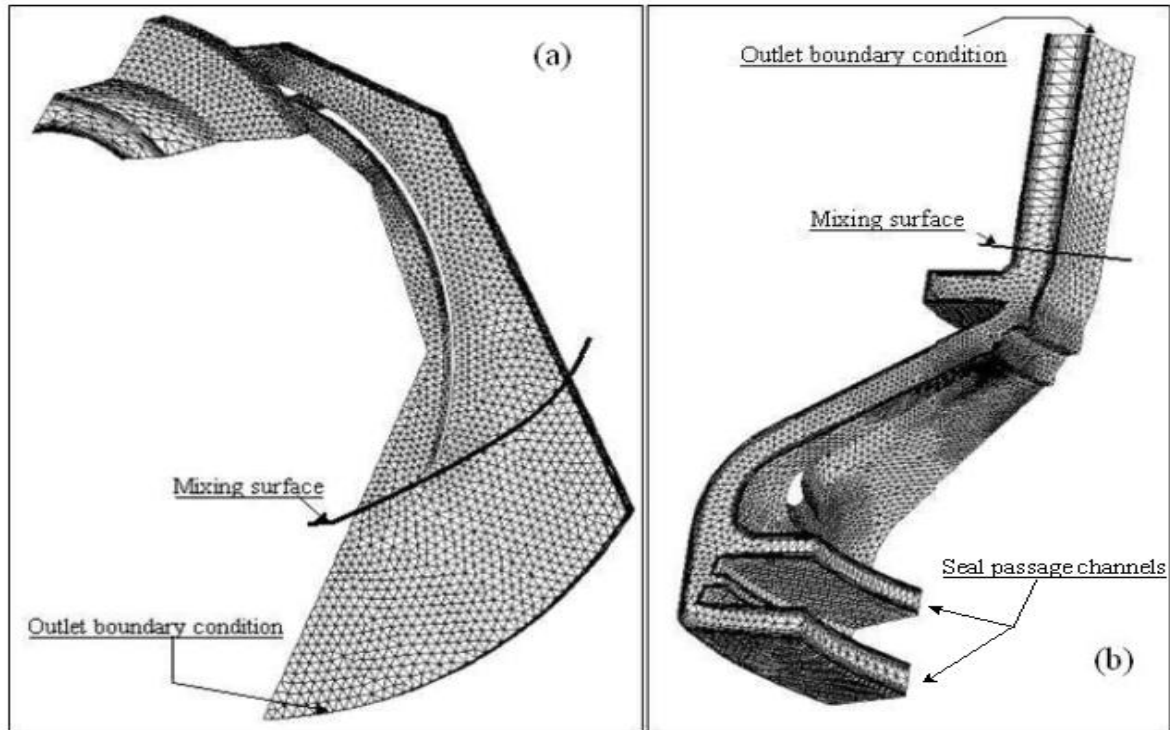 (a)
Mixing surface
Outlet boundary condition
Outlet boundary condition
Mixing surface
Seal passage channels
(b)